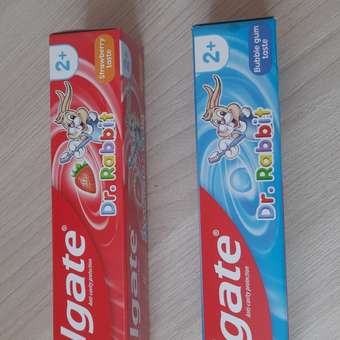 2+
Strawberry
taste
Dr. Rabbit
lgate®
Anti-cavity protection
lgate
2+
Bubble gum
taste
Dr. Rabbit
lgate®
Anti-cavity protection